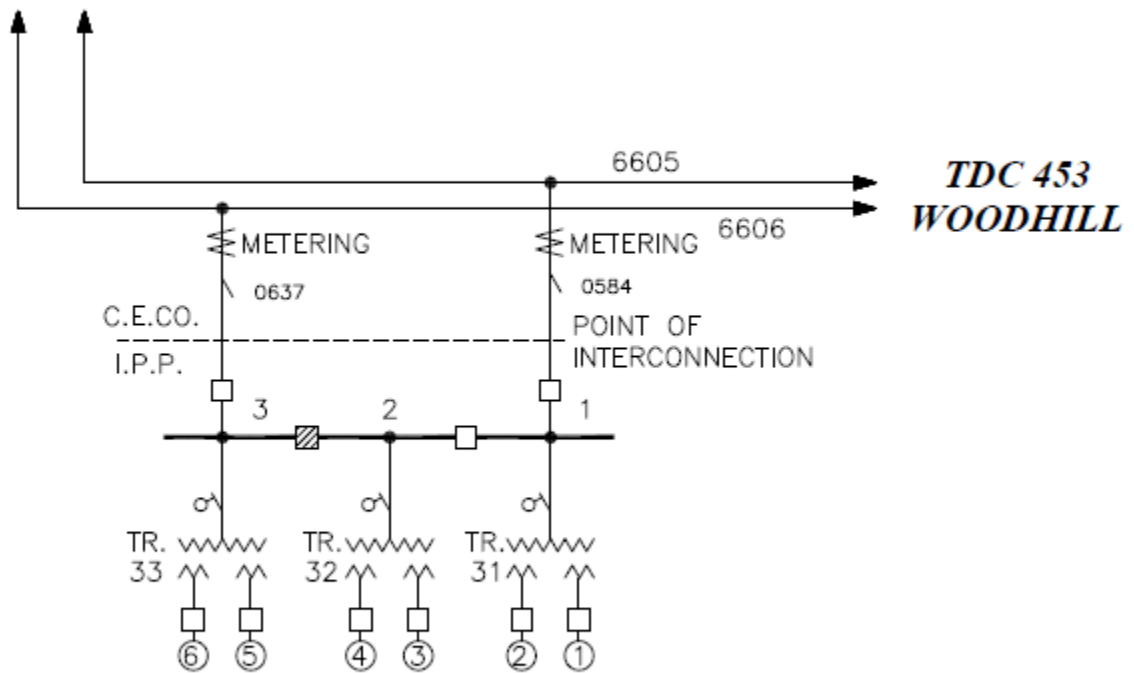 6605
TDC 453
WOODHILL
6606
METERING
METERING
0637
0584
C.E.CO.
POINT OF
INTERCONNECTION
I.P.P.
3
2
1
TR.
33
TR.
32
TR.
31
6
5
4
3
2
1